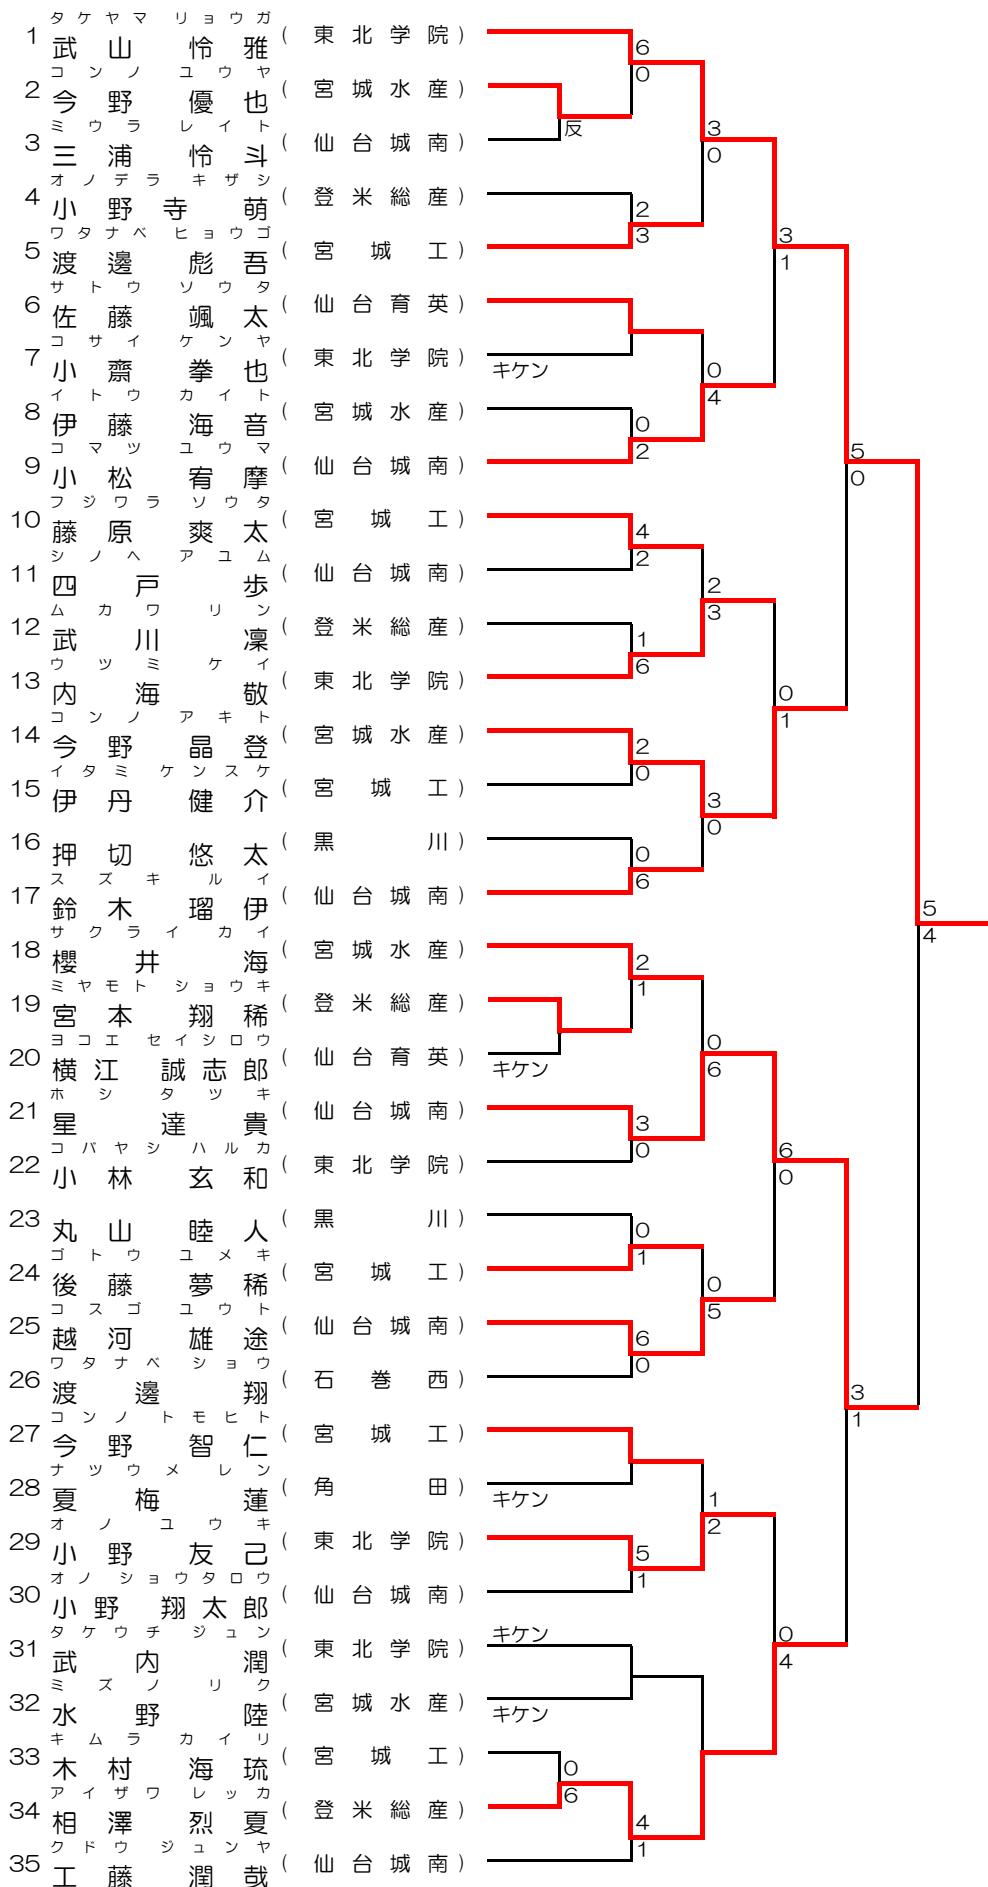 タケヤマ リョウガ
1 武山 怜雅 (東北学院)
6
コンノ ユウヤ
0
2 今野 優也 (宮城水産)
ミウラ レイト
反 3
3 三浦 怜斗 (仙台城南)
0
オノデラ キザシ
4 小野寺 萌 (登米総産)
2
ワタナベ ヒョウゴ
3 3
5 渡邊 彪吾 (宮城工)
1
サトウ ソウタ
6 佐藤 颯太 (仙台育英)
コサイ ケンヤ
7 小齋 拳也 (東北学院)
キケン 0
イトウ カイト
4
8 伊藤 海音 (宮城水産)
0
コマツ ユウマ
2 5
9 小松 宥摩 (仙台城南)
0
フジワラ ソウタ
10 藤原 爽太 (宮城工)
4
シノヘ アユム
2
11 四戸 歩 (仙台城南)
2
ムカワ リン
3
12 武川 凜 (登米総産)
1
ウツミ ケイ
6
13 内海 敬 (東北学院)
0
コンノ アキト
1
14 今野 晶登 (宮城水産)
2
イタミ ケンスケ
0
15 伊丹 健介 (宮城工)
3
0
16 押切 悠太 (黒川)
0
スズキ ルイ
6
17 鈴木 瑠伊 (仙台城南)
5
サクライ カイ
4
18 櫻井 海 (宮城水産)
2
ミヤモト ショウキ
1
19 宮本 翔稀 (登米総産)
ヨコエ セイシロウ
0
20 横江 誠志郎 (仙台育英)
キケン 6
ホシ タツキ
21 星 達貴 (仙台城南)
3
コバヤシ ハルカ
0 6
22 小林 玄和 (東北学院)
0
23 丸山 睦人 (黒川)
0
ゴトウ ユメキ
1
24 後藤 夢稀 (宮城工)
0
コスゴ ユウト
5
25 越河 雄途 (仙台城南)
6
ワタナベ ショウ
0
26 渡邊 翔 (石巻西)
3
コンノ トモヒト
1
27 今野 智仁 (宮城工)
ナツウメ レン
28 夏梅 蓮 (角田)
キケン 1
オノ ユウキ
2
29 小野 友己 (東北学院)
5
オノ ショウタロウ
1
30 小野 翔太郎 (仙台城南)
タケウチ ジュン
キケン 0
31 武内 潤 (東北学院)
4
ミズノ リク
32 水野 陸 (宮城水産)
キケン
キムラ カイリ
33 木村 海琉 (宮城工)
0
アイザワ レッカ
6
34 相澤 烈夏 (登米総産)
4
クドウ ジュンヤ
1
35 工藤 潤哉 (仙台城南)